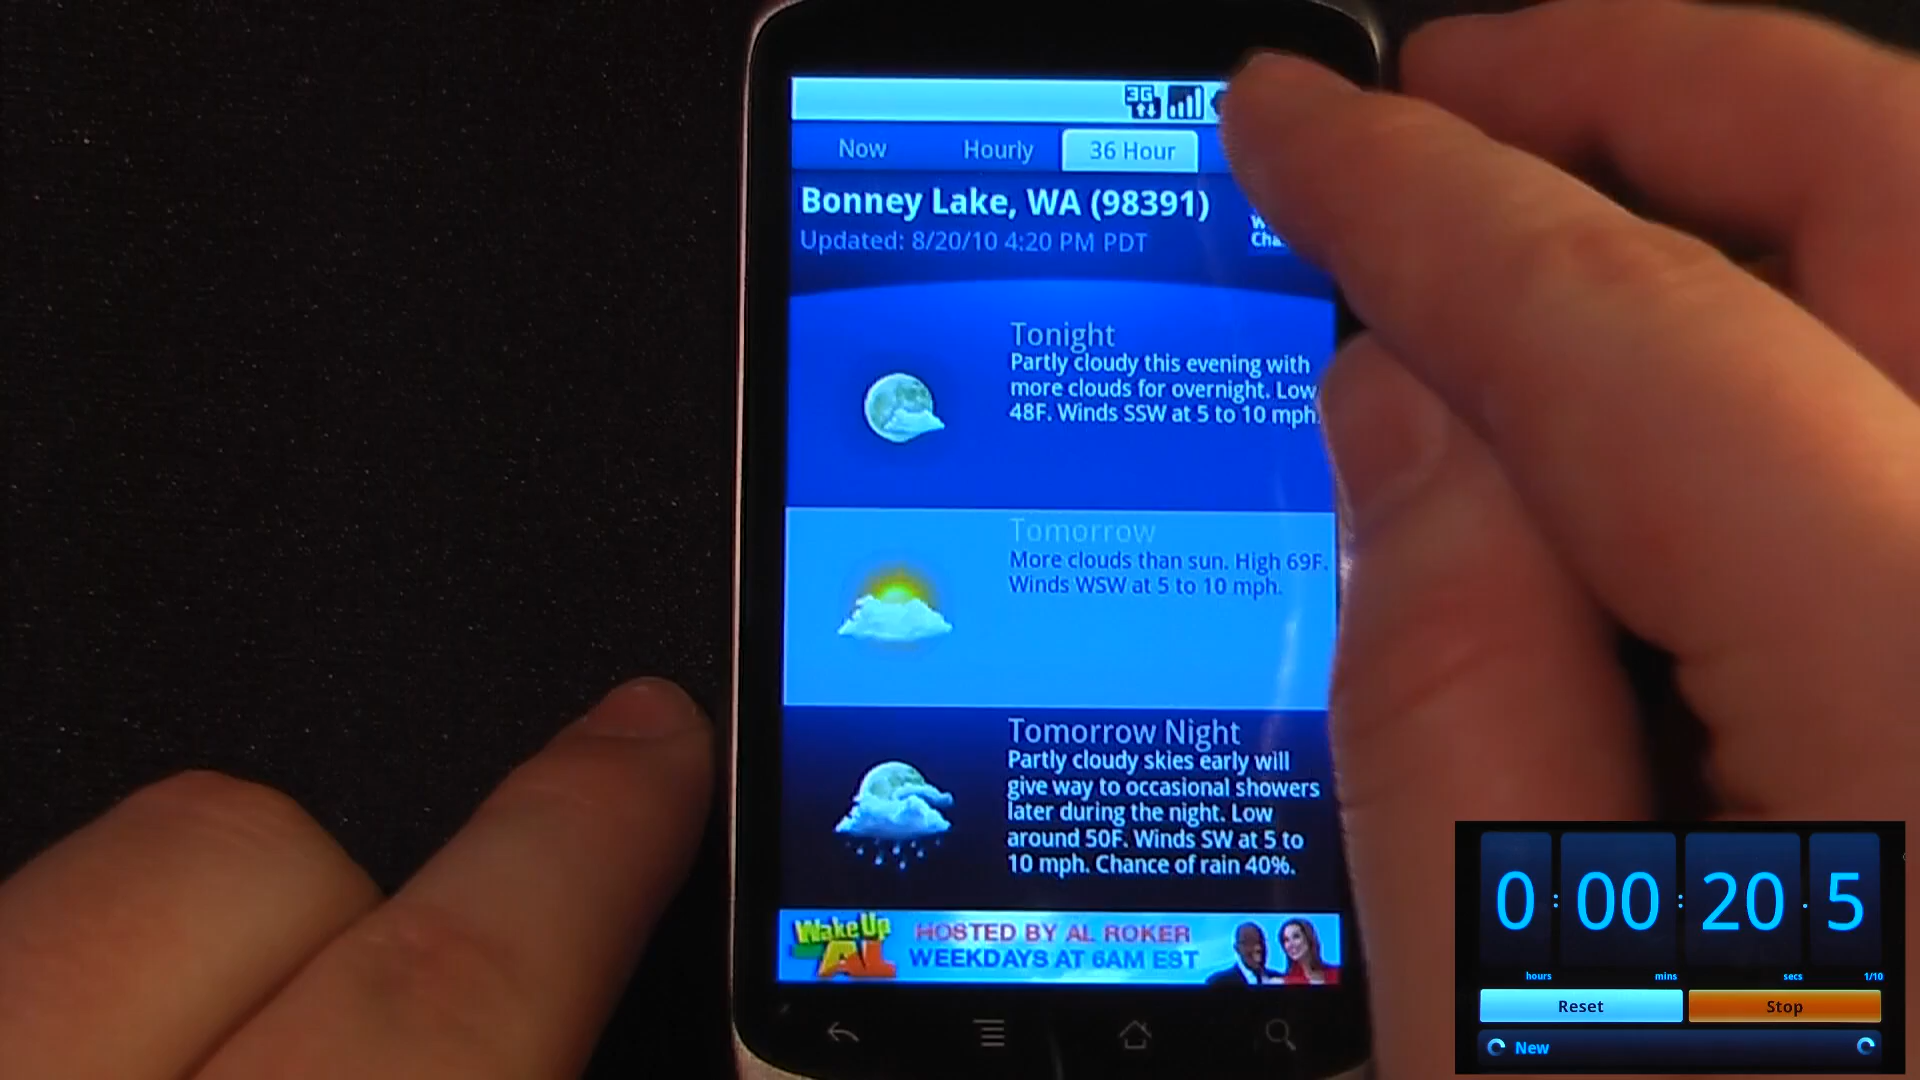 3G
Now Hourly 36 Hour
Bonney Lake, WA (98391)
Updated: 8/20/10 4:20 PM PDT
Tonight
Partly cloudy this evening with
more clouds for overnight. Low
48F. Winds SSW at 5 to 10 mph.
Tomorrow
More clouds than sun. High 69F.
Winds WSW at 5 to 10 mph.
Tomorrow Night
Partly cloudy skies early will
give way to occasional showers
later during the night. Low
around 50F. Winds SW at 5 to
10 mph. Chance of rain 40%.
Wake Up
AL
HOSTED BY AL ROKER
WEEKDAYS AT 6AM EST
0 : 00 : 20 . 5
hours mins secs 1/10
Reset Stop
New